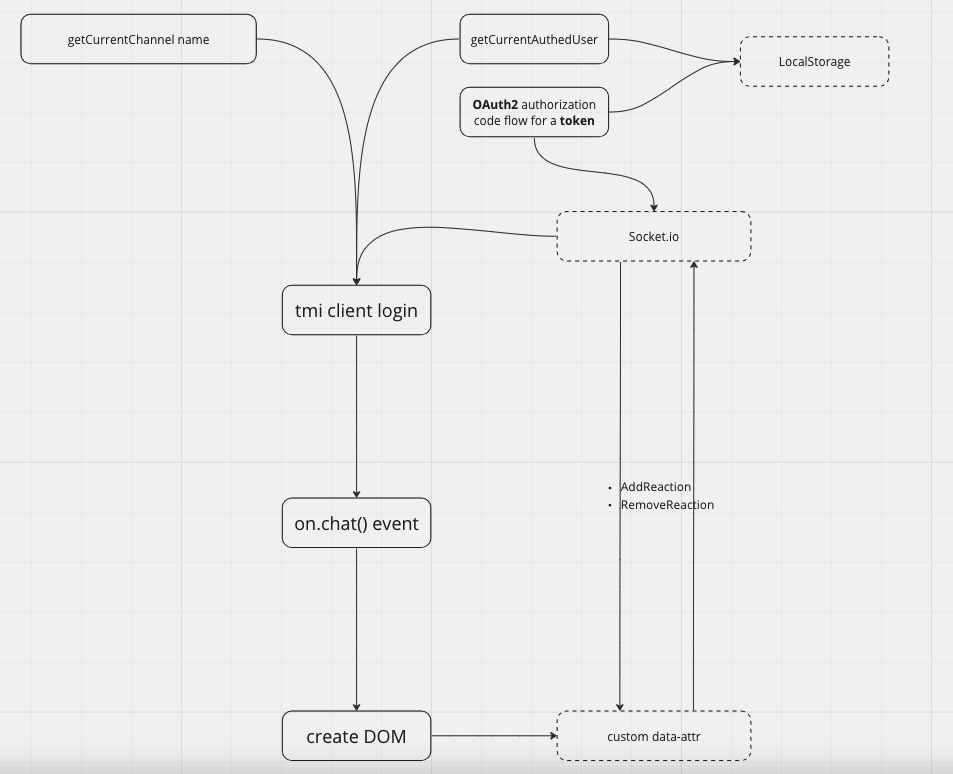 getCurrentChannel name
getCurrentAuthedUser
LocalStorage
OAuth2 authorization
code flow for a token
Socket.io
tmi client login
• AddReaction
• RemoveReaction
on.chat() event
create DOM
custom data-attr